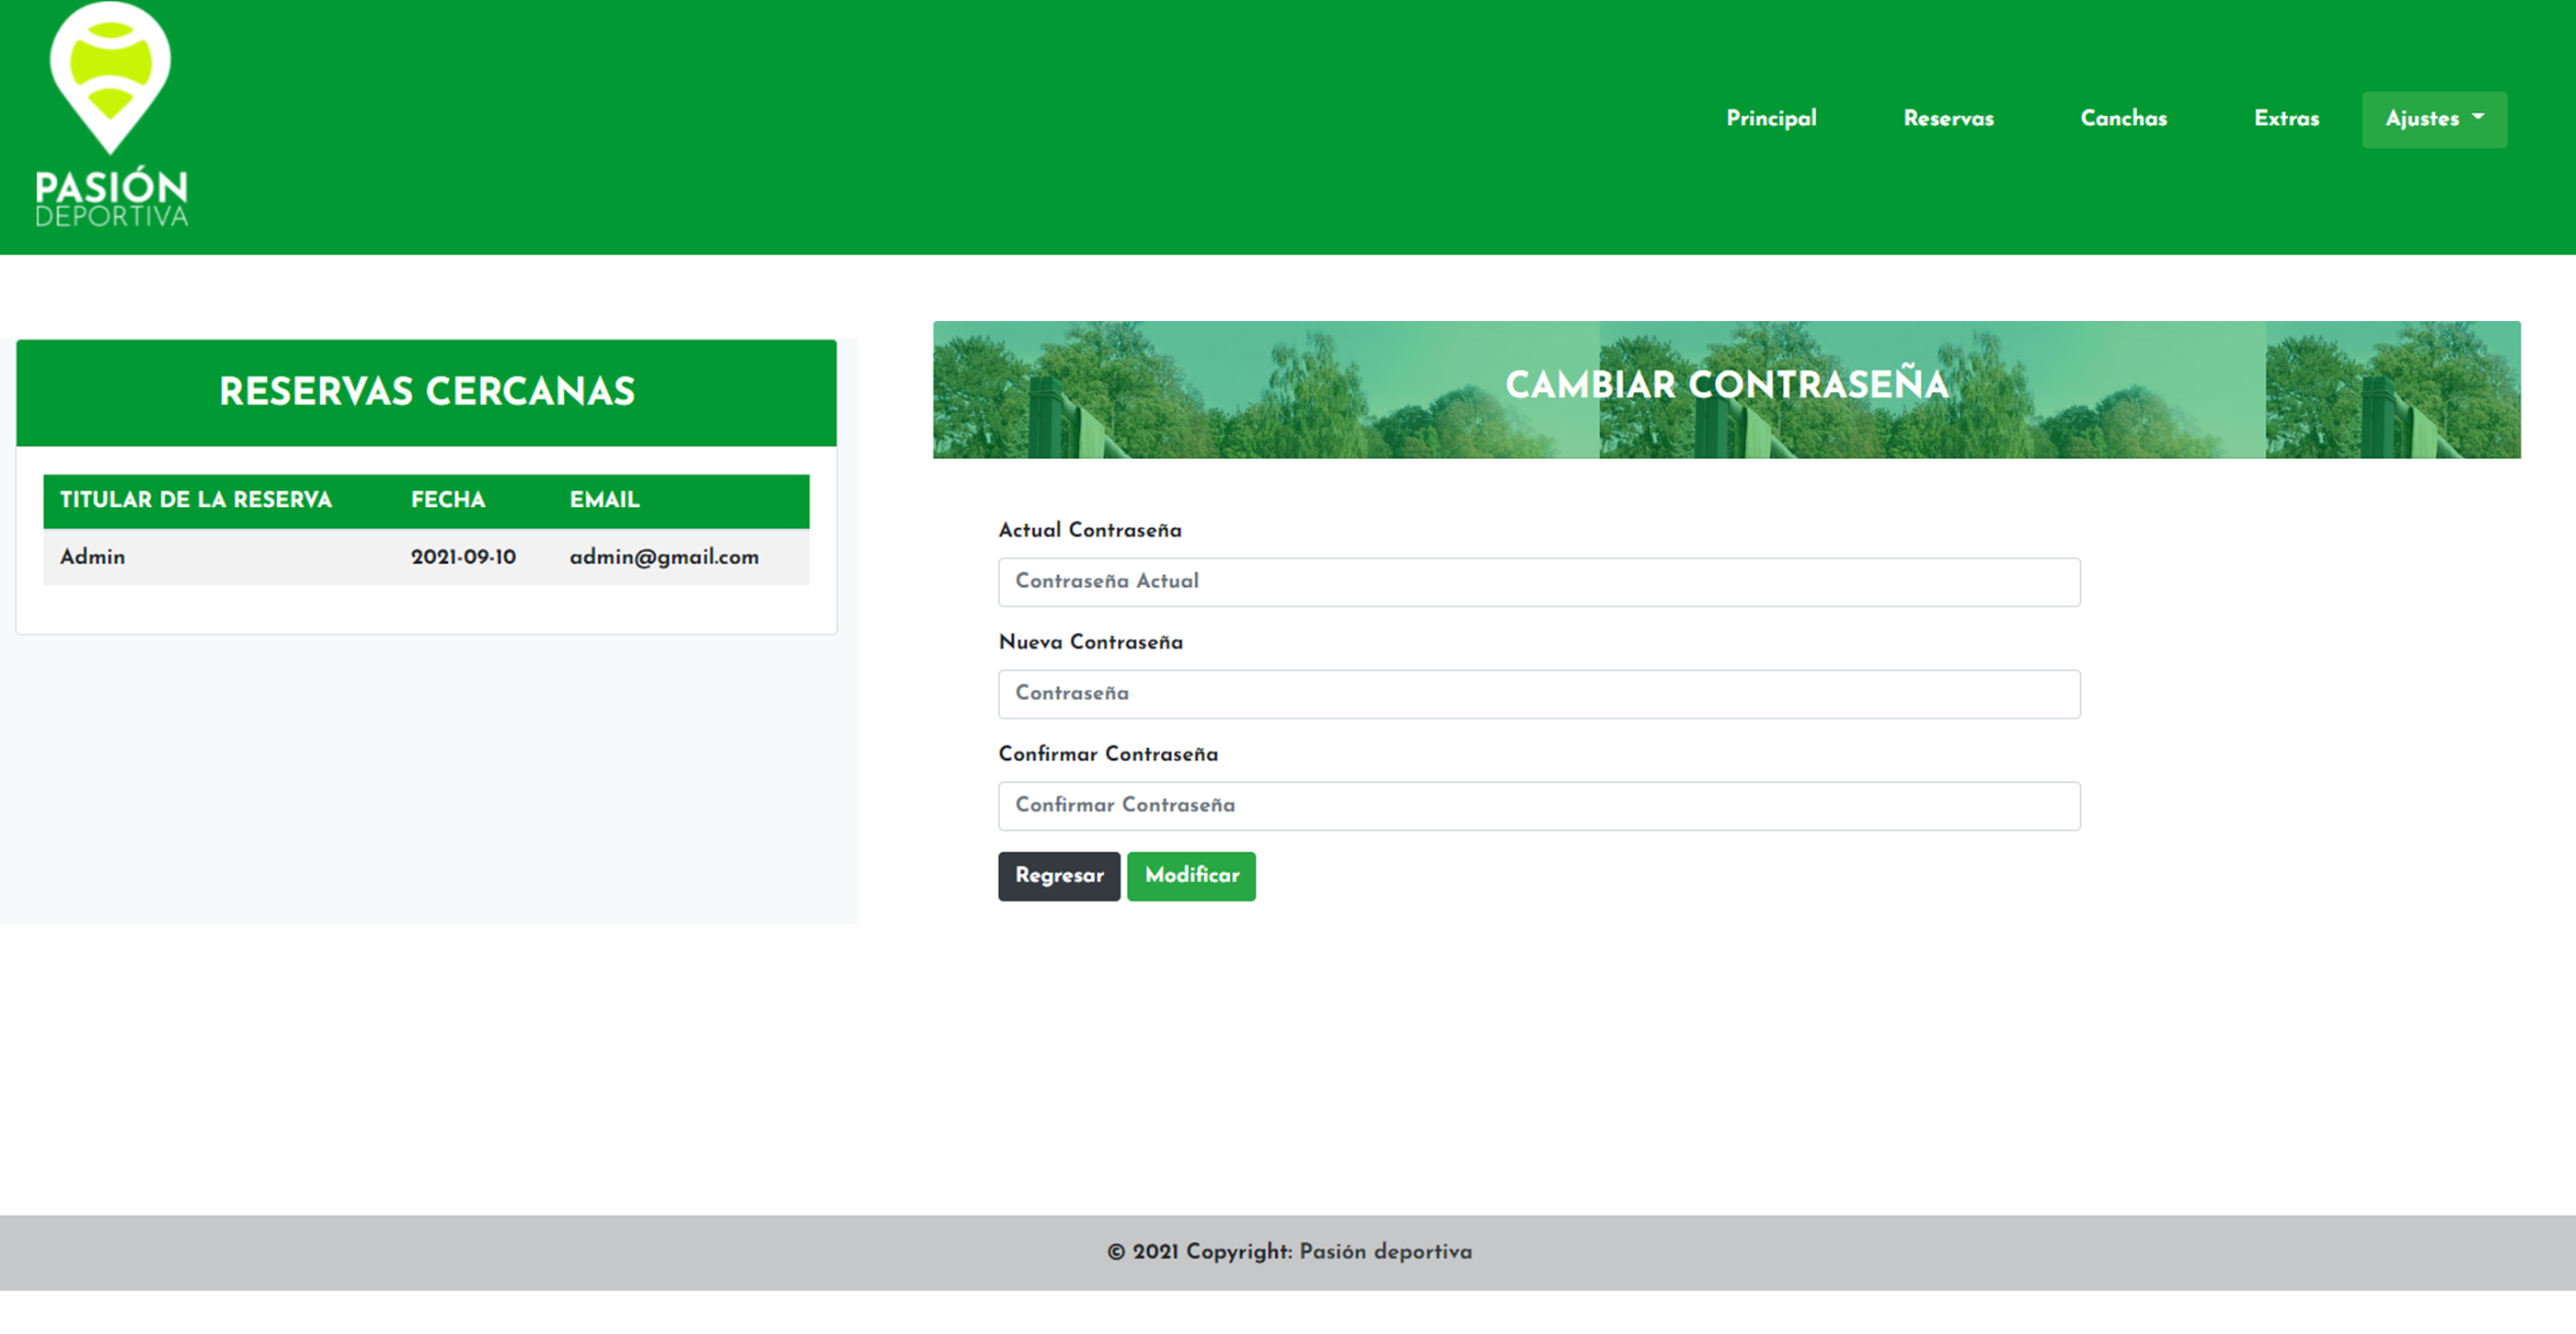 PASIÓN
DEPORTIVA
Principal Reservas Canchas Extras Ajustes
RESERVAS CERCANAS
TITULAR DE LA RESERVA FECHA EMAIL
Admin 2021-09-10 admin@gmail.com
CAMBIAR CONTRASEÑA
Actual Contraseña
Contraseña Actual
Nueva Contraseña
Contraseña
Confirmar Contraseña
Confirmar Contraseña
Regresar Modificar
© 2021 Copyright: Pasión deportiva